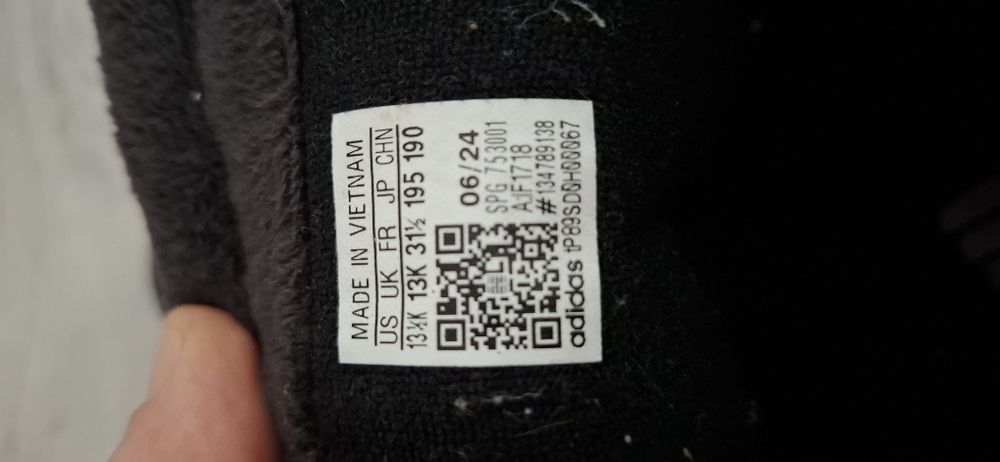 MADE IN VIETNAM
US UK FR JP CHN
13½K 13K 31½ 195 190
06/24
SPG 753001
AJF1718
#134789138
adidas tP89SD0H00067